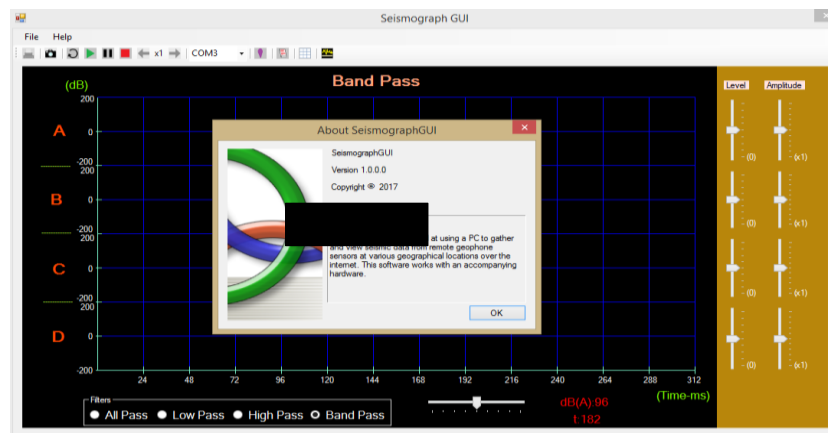 Seismograph GUI
File Help
x1 COM3
Band Pass
(dB)
Level Amplitude
200
A 0
-200
200
B 0
-200
200
C 0
-200
200
D 0
-200
(0) (x1)
(0) (x1)
(0) (x1)
(0) (x1)
About SeismographGUI
SeismographGUI
Version 1.0.0.0
Copyright © 2017
at using a PC to gather
and view seismic data from remote geophone
sensors at various geographical locations over the
internet. This software works with an accompanying
hardware.
OK
24 48 72 96 120 144 168 192 216 240 264 288 312
(Time-ms)
Filters
All Pass Low Pass High Pass Band Pass
dB(A):96
I:182